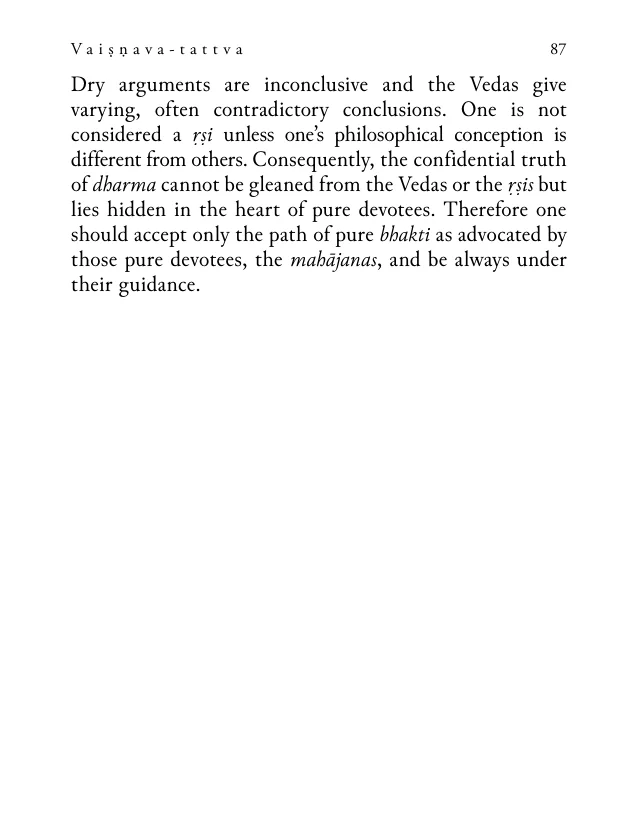 Vaiṣṇava-tattva 87
Dry arguments are inconclusive and the Vedas give
varying, often contradictory conclusions. One is not
considered a ṛṣi unless one’s philosophical conception is
different from others. Consequently, the confidential truth
of dharma cannot be gleaned from the Vedas or the ṛṣis but
lies hidden in the heart of pure devotees. Therefore one
should accept only the path of pure bhakti as advocated by
those pure devotees, the mahājanas, and be always under
their guidance.